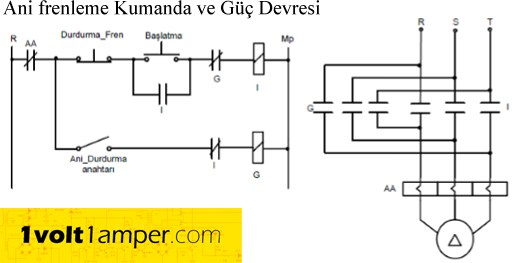 Ani frenleme Kumanda ve Güç Devresi
R S T
R AA Durdurma_Fren Başlatma Mp
G I
I
G I
Ani_Durdurma
anahtarı
I G
AA
1volt1amper.com